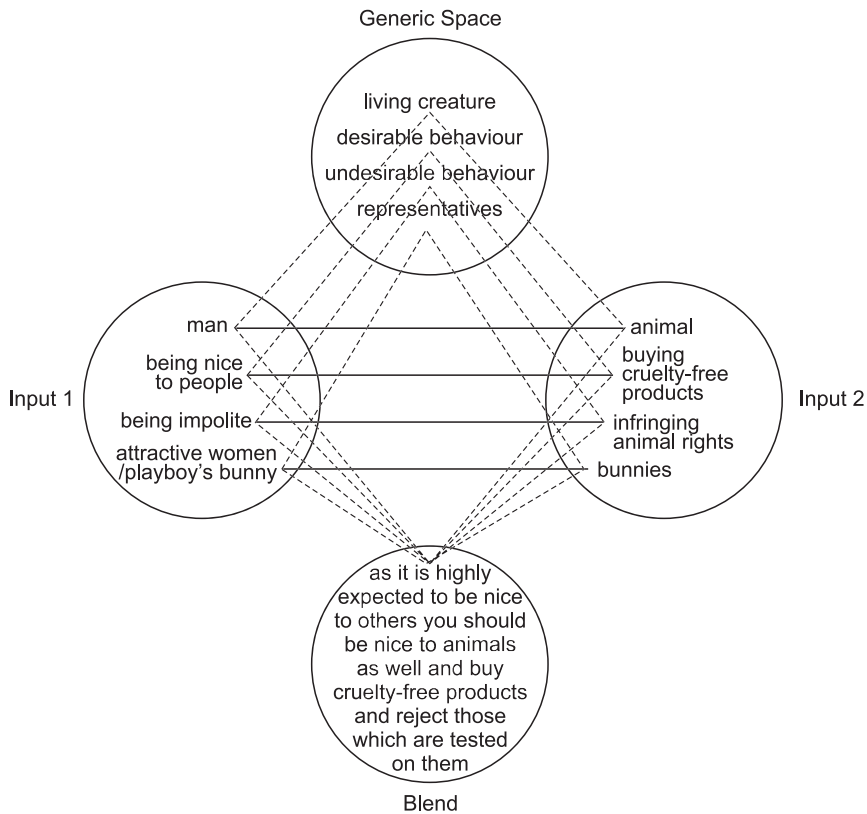 Generic Space
living creature
desirable behaviour
undesirable behaviour
representatives
Input 1
man
being nice
to people
being impolite
attractive women
/playboy's bunny
animal
buying
cruelty-free
products
infringing
animal rights
bunnies
Input 2
as it is highly
expected to be nice
to others you should
be nice to animals
as well and buy
cruelty-free products
and reject those
which are tested
on them
Blend